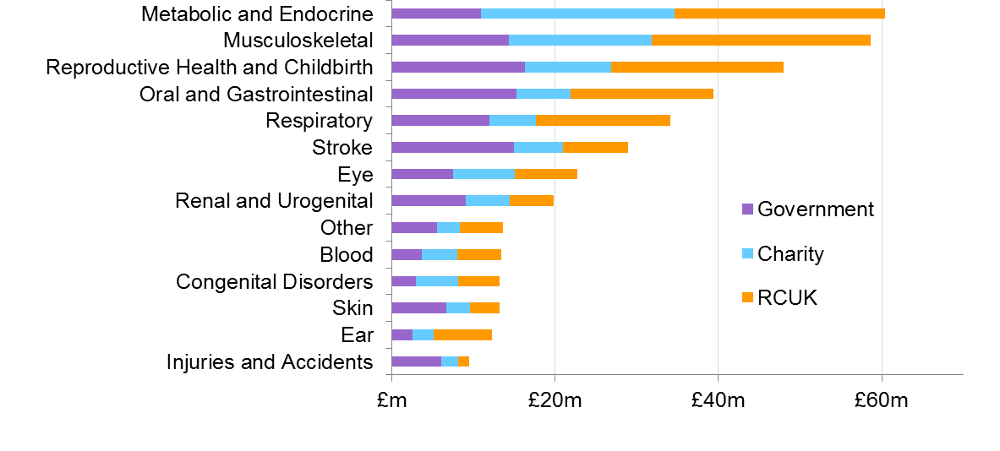 Metabolic and Endocrine
Musculoskeletal
Reproductive Health and Childbirth
Oral and Gastrointestinal
Respiratory
Stroke
Eye
Renal and Urogenital
Other
Blood
Congenital Disorders
Skin
Ear
Injuries and Accidents
Government
Charity
RCUK
£m £20m £40m £60m